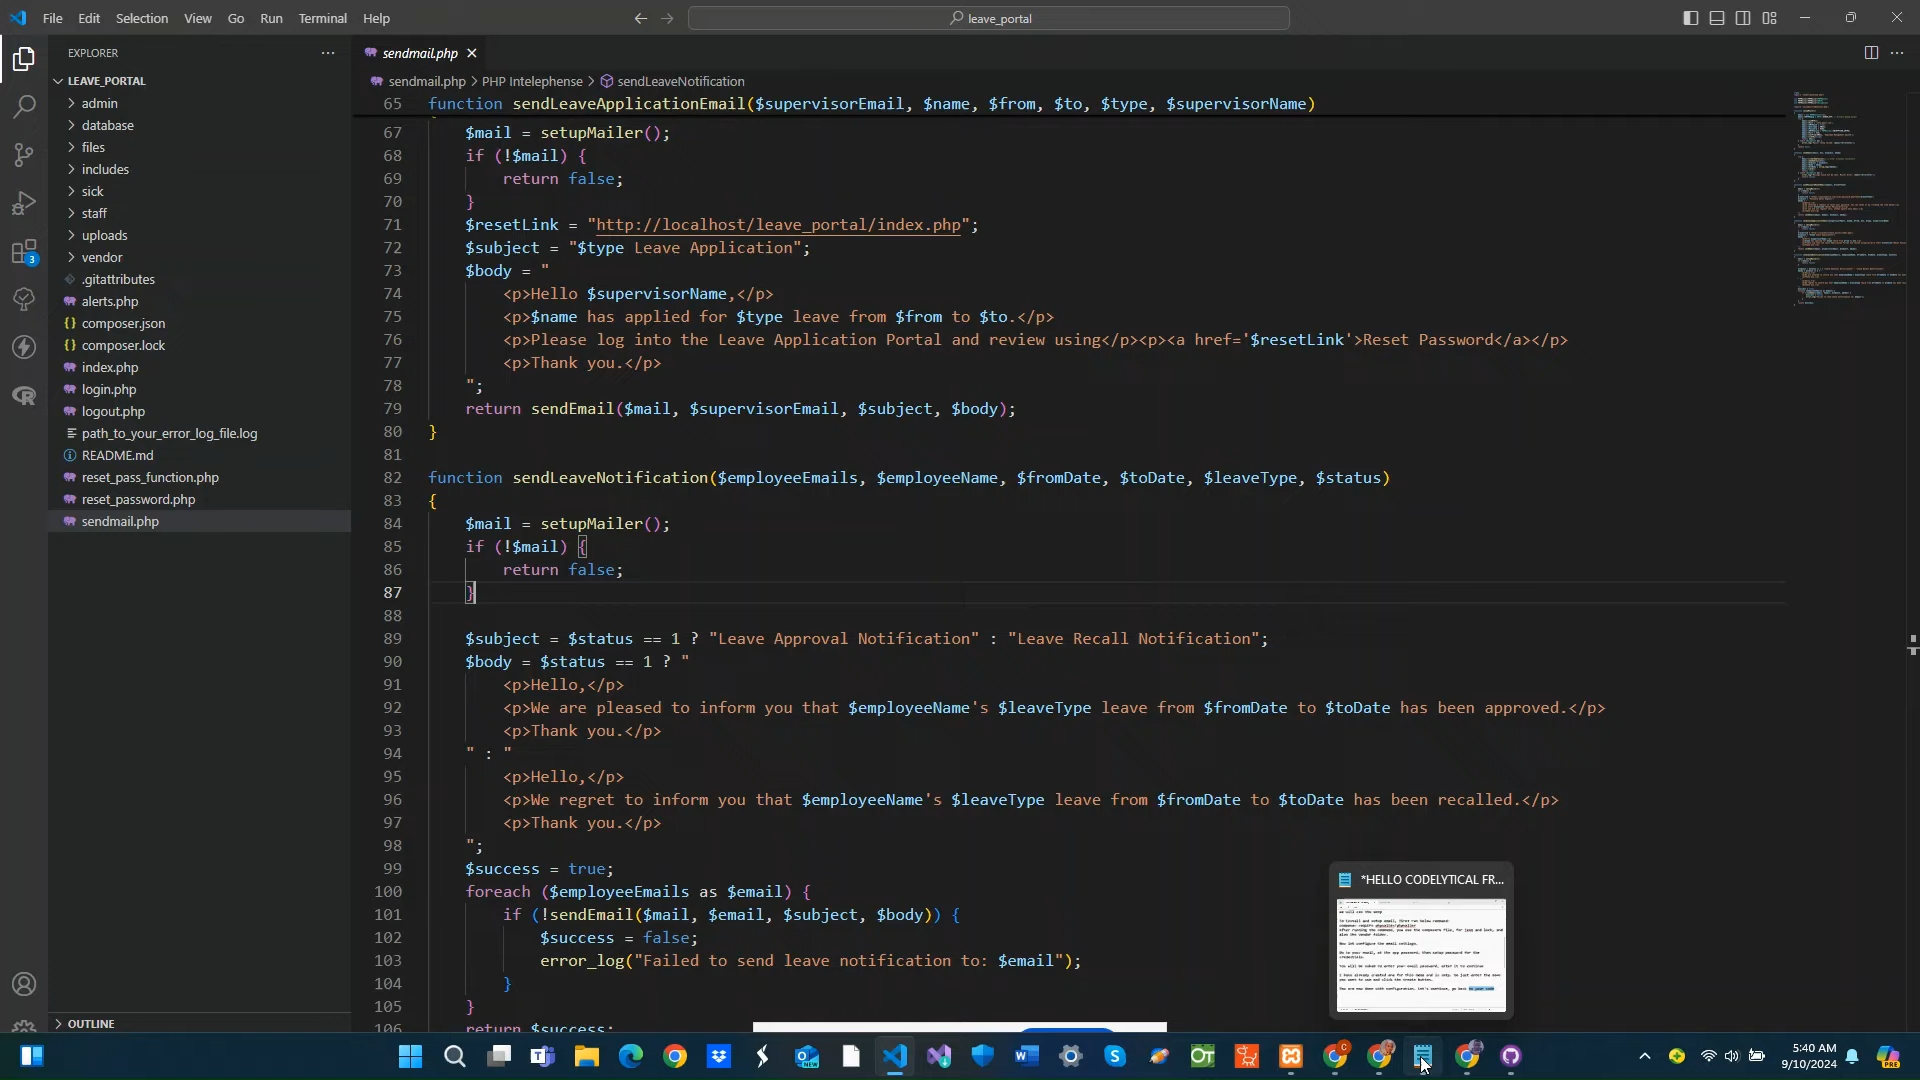 File Edit Selection View Go Run Terminal Help
leave_portal
EXPLORER
LEAVE_PORTAL
admin
database
files
includes
sick
staff
uploads
vendor
.gitattributes
alerts.php
composer.json
composer.lock
index.php
login.php
logout.php
path_to_your_error_log_file.log
README.md
reset_pass_function.php
reset_password.php
sendmail.php
OUTLINE
3
sendmail.php
sendmail.php > PHP Intelephense > sendLeaveNotification
65 function sendLeaveApplicationEmail($supervisorEmail, $name, $from, $to, $type, $supervisorName)
67 $mail = setupMailer();
68 if (!$mail) {
69 return false;
70 }
71 $resetLink = "http://localhost/leave_portal/index.php";
72 $subject = "$type Leave Application";
73 $body = "
74 <p>Hello $supervisorName,</p>
75 <p>$name has applied for $type leave from $from to $to.</p>
76 <p>Please log into the Leave Application Portal and review using</p><p><a href='$resetLink'>Reset Password</a></p>
77 <p>Thank you.</p>
78 ";
79 return sendEmail($mail, $supervisorEmail, $subject, $body);
80 }
81
82 function sendLeaveNotification($employeeEmails, $employeeName, $fromDate, $toDate, $leaveType, $status)
83 {
84 $mail = setupMailer();
85 if (!$mail) {
86 return false;
87 }
88
89 $subject = $status == 1 ? "Leave Approval Notification" : "Leave Recall Notification";
90 $body = $status == 1 ? "
91 <p>Hello,</p>
92 <p>We are pleased to inform you that $employeeName's $leaveType leave from $fromDate to $toDate has been approved.</p>
93 <p>Thank you.</p>
94 " : "
95 <p>Hello,</p>
96 <p>We regret to inform you that $employeeName's $leaveType leave from $fromDate to $toDate has been recalled.</p>
97 <p>Thank you.</p>
98 ";
99 $success = true;
100 foreach ($employeeEmails as $email) {
101 if (!sendEmail($mail, $email, $subject, $body)) {
102 $success = false;
103 error_log("Failed to send leave notification to: $email");
104 }
105 }
106 return $success;
*HELLO CODELYTICAL FR...
5:40 AM
9/10/2024